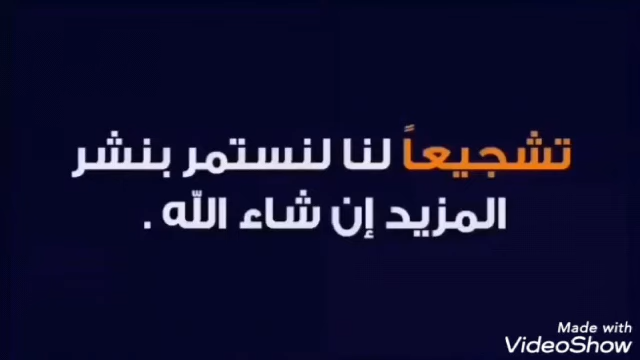 تشجيعاً لنا لنستمر بنشر
المزيد إن شاء الله .
Made with
VideoShow